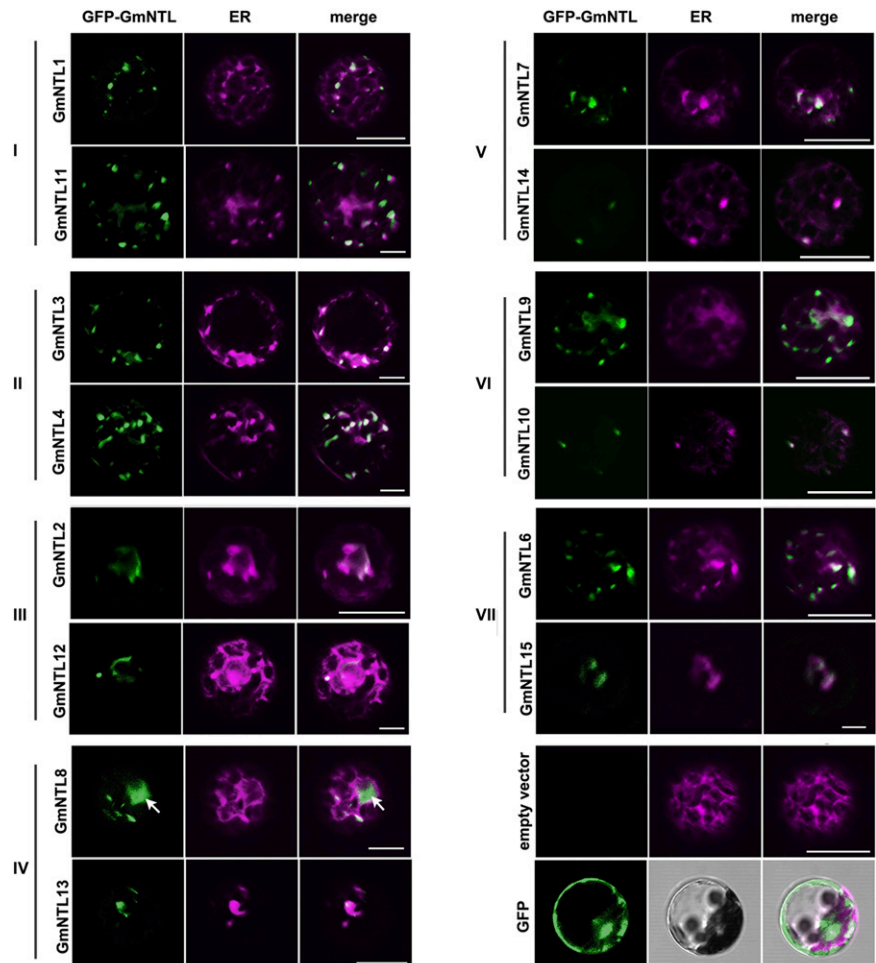 GFP-GmNTL ER merge
I
GmNTL1
GmNTL11
II
GmNTL3
GmNTL4
III
GmNTL2
GmNTL12
IV
GmNTL8
GmNTL13
GFP-GmNTL ER merge
V
GmNTL7
GmNTL14
VI
GmNTL9
GmNTL10
VII
GmNTL6
GmNTL15
empty vector
GFP